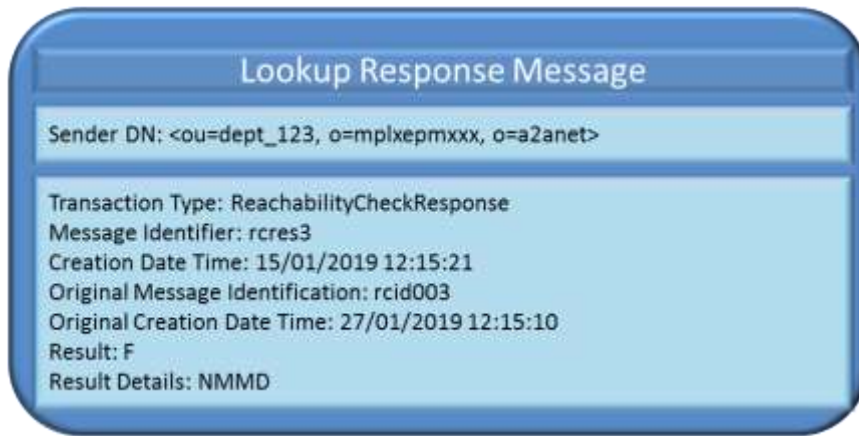 Lookup Response Message
Sender DN: <ou=dept_123, o=mplxepmxxx, o=a2anet>
Transaction Type: ReachabilityCheckResponse
Message Identifier: rcres3
Creation Date Time: 15/01/2019 12:15:21
Original Message Identification: rcid003
Original Creation Date Time: 27/01/2019 12:15:10
Result: F
Result Details: NMMD